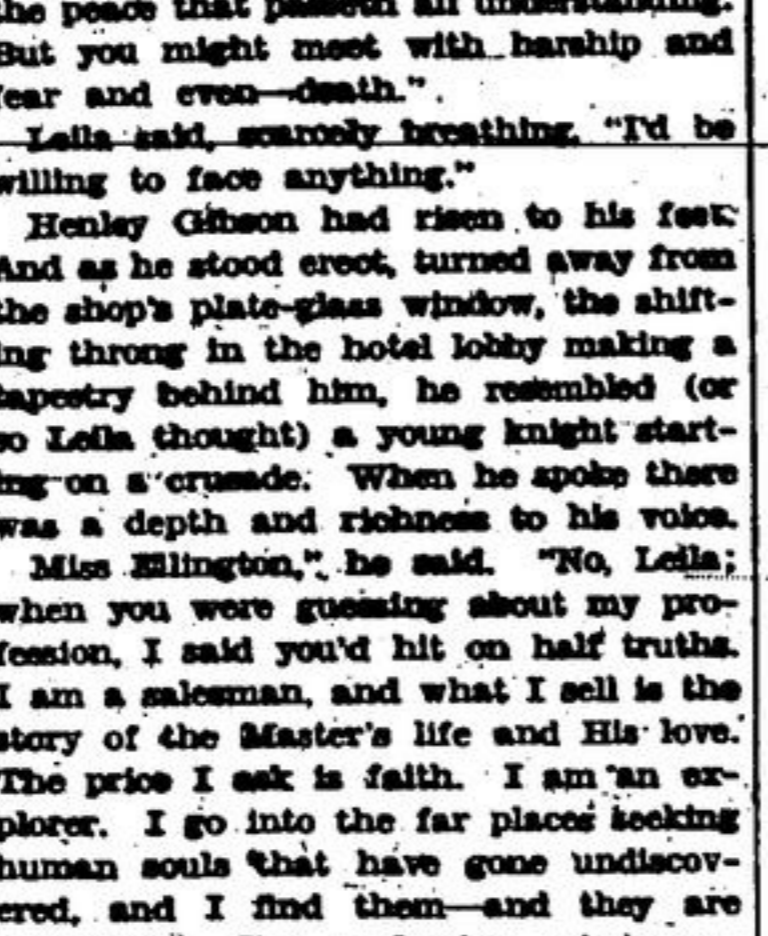 the peace that passeth all understanding.
But you might meet with harship and
fear and even—death."
Leila said, scarcely breathing, "I'd be
willing to face anything."
Henley Gibson had risen to his feet.
And as he stood erect, turned away from
the shop's plate-glass window, the shift-
ing throng in the hotel lobby making a
tapestry behind him, he resembled (or
so Leila thought) a young knight start-
ing on a crusade. When he spoke there
was a depth and richness to his voice.
Miss Ellington," he said. "No, Leila;
when you were guessing about my pro-
fession, I said you'd hit on half truths.
I am a salesman, and what I sell is the
story of the Master's life and His love.
The price I ask is faith. I am an ex-
plorer. I go into the far places seeking
human souls that have gone undiscov-
ered, and I find them—and they are